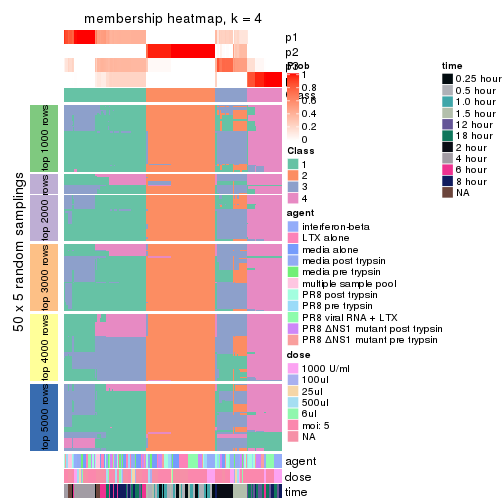 membership heatmap, k = 4
p1
p2
p3
Prob
1
0.8
0.6
0.4
0.2
0
Class
1
2
3
4
agent
interferon-beta
LTX alone
media alone
media post trypsin
media pre trypsin
multiple sample pool
PR8 post trypsin
PR8 pre trypsin
PR8 viral RNA + LTX
PR8 ΔNS1 mutant post trypsin
PR8 ΔNS1 mutant pre trypsin
dose
1000 U/ml
100ul
25ul
500ul
6ul
moi: 5
NA
time
0.25 hour
0.5 hour
1.0 hour
1.5 hour
12 hour
18 hour
2 hour
4 hour
6 hour
8 hour
NA
50 x 5 random samplings
top 1000 rows
top 2000 rows
top 3000 rows
top 4000 rows
top 5000 rows
agent
dose
time